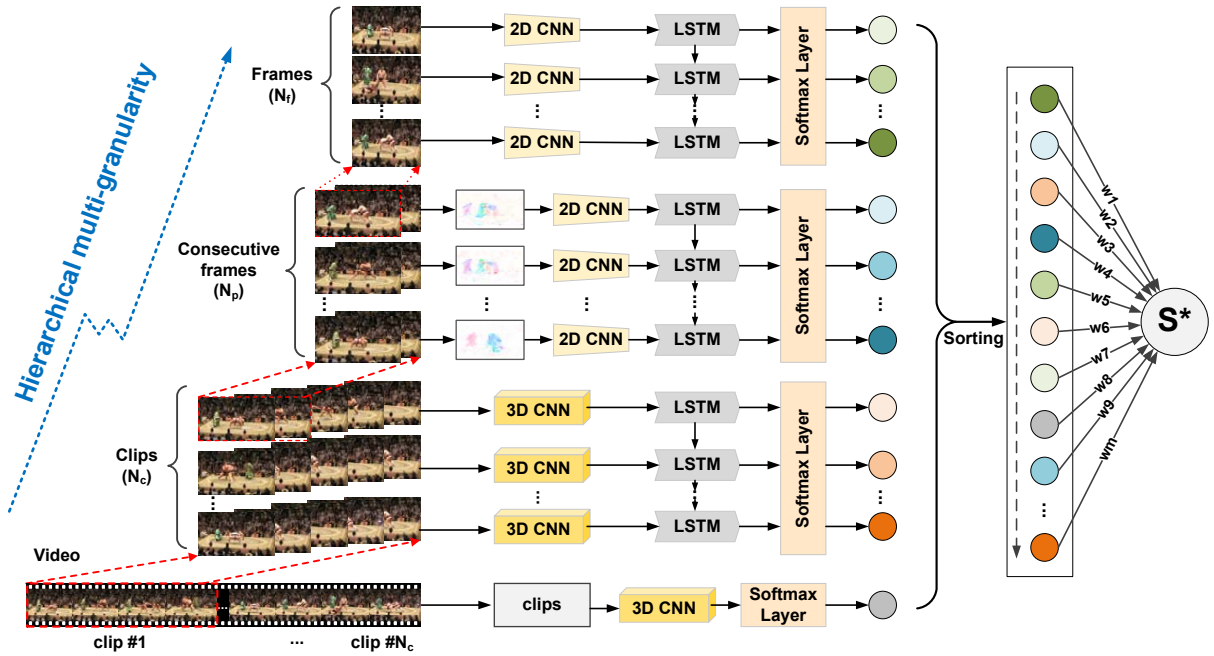 Hierarchical multi-granularity
Frames
(Nf)
2D CNN
LSTM
2D CNN
LSTM
...
...
...
2D CNN
LSTM
Softmax Layer
...
Consecutive
frames
(Np)
2D CNN
LSTM
2D CNN
LSTM
...
...
...
...
2D CNN
LSTM
Softmax Layer
...
Clips
(Nc)
3D CNN
LSTM
3D CNN
LSTM
...
...
...
3D CNN
LSTM
Softmax Layer
...
Video
...
clips
3D CNN
Softmax
Layer
clip #1
...
clip #Nc
Sorting
w1
w2
w3
w4
w5
w6
w7
w8
w9
...
wm
S*